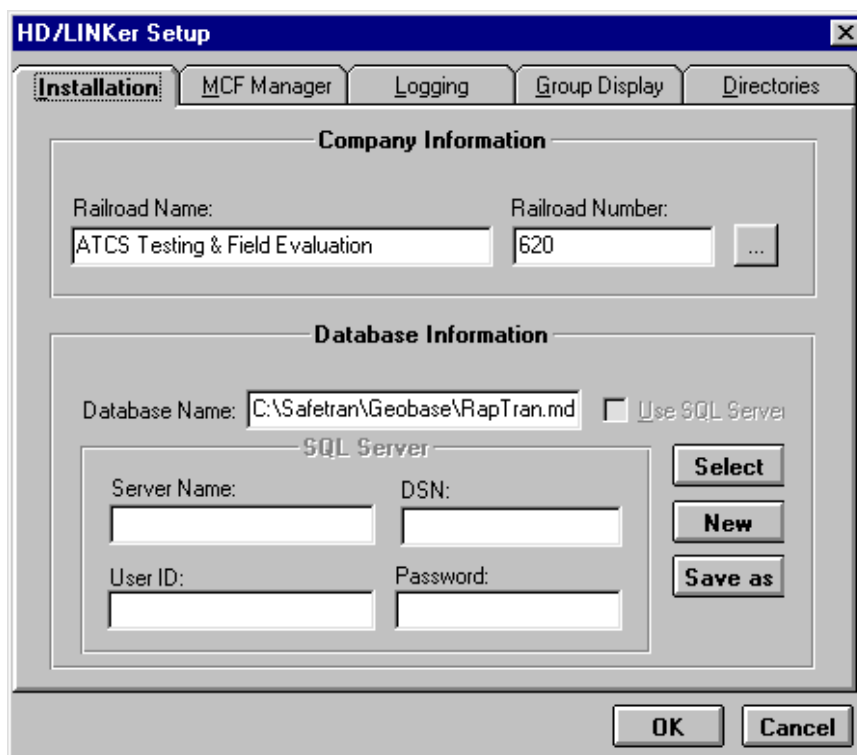 HD/LINKer Setup
Installation MCF Manager Logging Group Display Directories
Company Information
Railroad Name: Railroad Number:
ATCS Testing & Field Evaluation 620 ...
Database Information
Database Name: C:\Safetran\Geobase\RapTran.md Use SQL Server
SQL Server
Select
Server Name: DSN:
New
User ID: Password:
Save as
OK Cancel